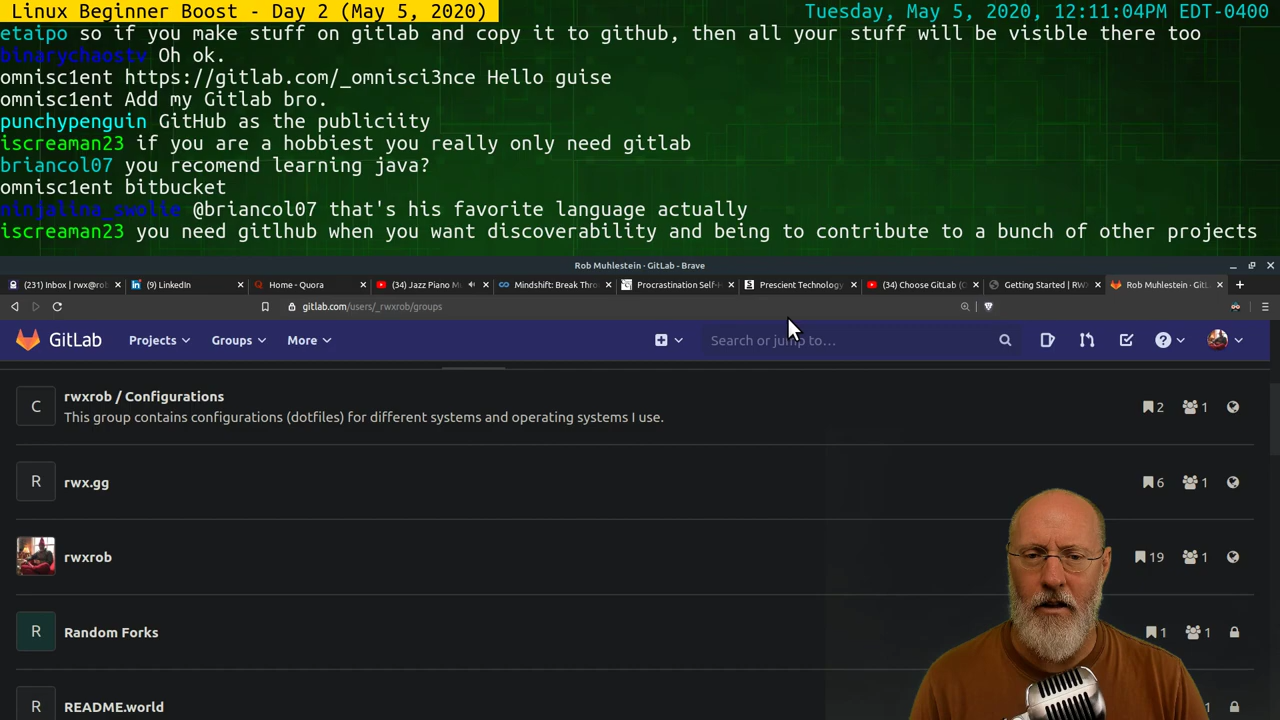 Linux Beginner Boost - Day 2 (May 5, 2020)
Tuesday, May 5, 2020, 12:11:04PM EDT-0400
etaipo so if you make stuff on gitlab and copy it to github, then all your stuff will be visible there too
binarychaostv Oh ok.
omnisc1ent https://gitlab.com/_omnisci3nce Hello guise
omnisc1ent Add my Gitlab bro.
punchypenguin GitHub as the publiciity
iscreaman23 if you are a hobbiest you really only need gitlab
briancol07 you recomend learning java?
omnisc1ent bitbucket
ninjalina_swolie @briancol07 that's his favorite language actually
iscreaman23 you need gitlhub when you want discoverability and being to contribute to a bunch of other projects
Rob Muhlestein · GitLab - Brave
(231) Inbox | rwx@rob
(9) LinkedIn
Home - Quora
(34) Jazz Piano M
Mindshift: Break Thro
Procrastination Self-H
Prescient Technology
(34) Choose GitLab (
Getting Started | RWX
Rob Muhlestein · GitL
gitlab.com/users/_rwxrob/groups
GitLab
Projects
Groups
More
Search or jump to…
C
rwxrob / Configurations
This group contains configurations (dotfiles) for different systems and operating systems I use.
2
1
R
rwx.gg
6
1
rwxrob
19
1
R
Random Forks
1
1
R
README.world